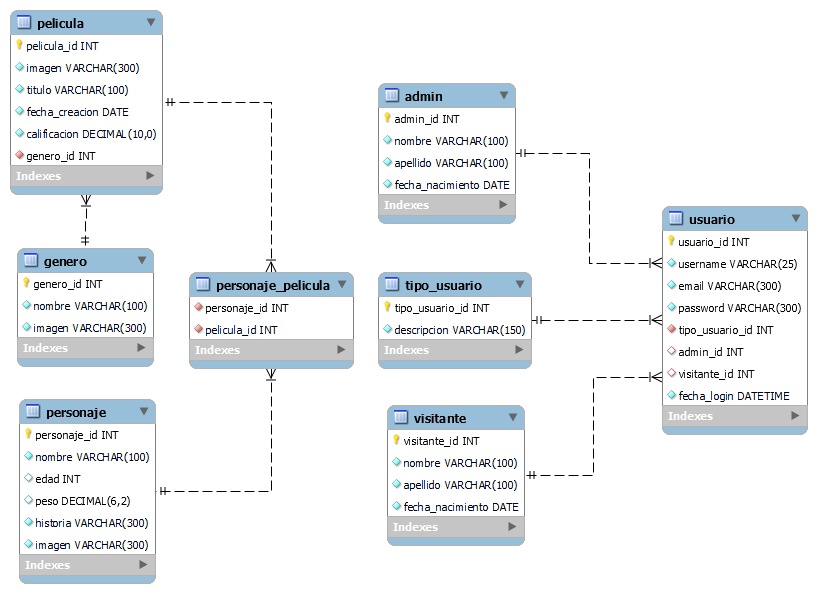 pelicula
pelicula_id INT
imagen VARCHAR(300)
titulo VARCHAR(100)
fecha_creacion DATE
calificacion DECIMAL(10,0)
genero_id INT
Indexes
genero
genero_id INT
nombre VARCHAR(100)
imagen VARCHAR(300)
Indexes
personaje
personaje_id INT
nombre VARCHAR(100)
edad INT
peso DECIMAL(6,2)
historia VARCHAR(300)
imagen VARCHAR(300)
Indexes
personaje_pelicula
personaje_id INT
pelicula_id INT
Indexes
admin
admin_id INT
nombre VARCHAR(100)
apellido VARCHAR(100)
fecha_nacimiento DATE
Indexes
tipo_usuario
tipo_usuario_id INT
descripcion VARCHAR(150)
Indexes
visitante
visitante_id INT
nombre VARCHAR(100)
apellido VARCHAR(100)
fecha_nacimiento DATE
Indexes
usuario
usuario_id INT
username VARCHAR(25)
email VARCHAR(300)
password VARCHAR(300)
tipo_usuario_id INT
admin_id INT
visitante_id INT
fecha_login DATETIME
Indexes